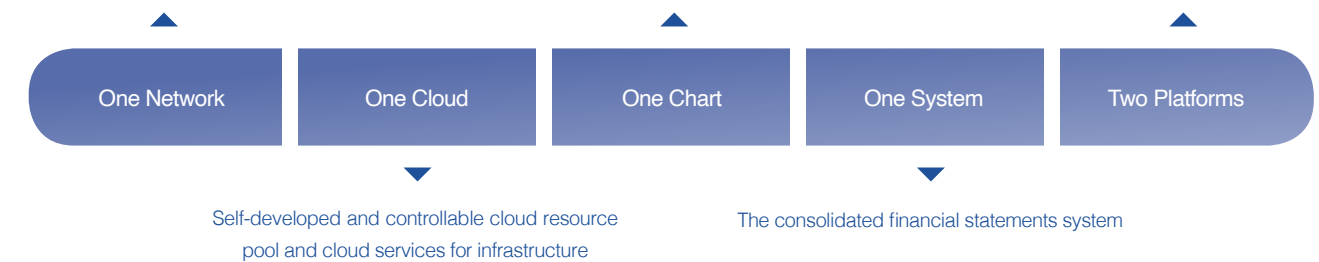 One Network
One Cloud
One Chart
One System
Two Platforms
Self-developed and controllable cloud resource
pool and cloud services for infrastructure
The consolidated financial statements system